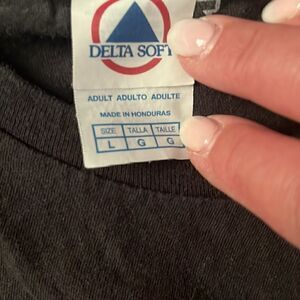 DELTA SOFT
ADULT ADULTO ADULTE
MADE IN HONDURAS
SIZE TALLA TAILLE
L G G